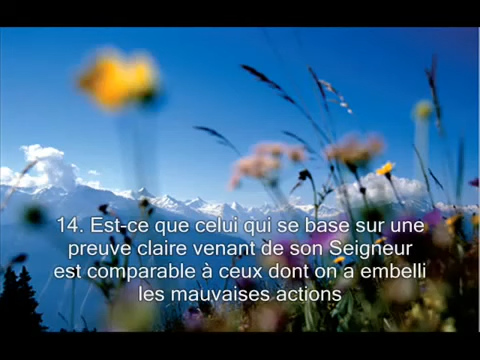 14. Est-ce que celui qui se base sur une
preuve claire venant de son Seigneur
est comparable à ceux dont on a embelli
les mauvaises actions